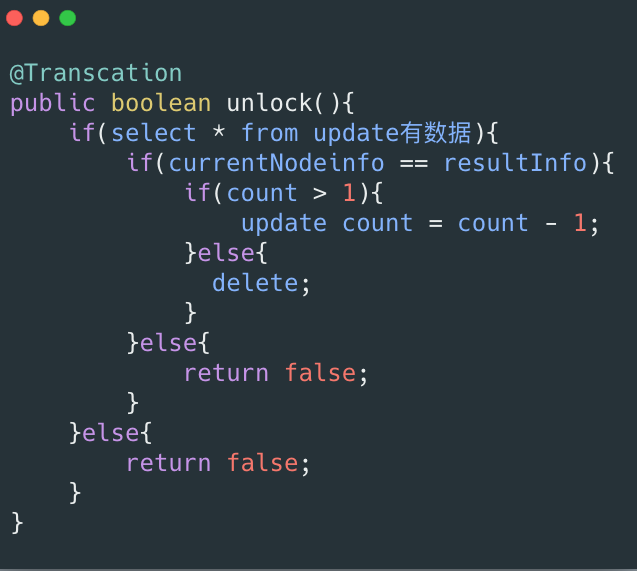 @Transcation
public boolean unlock(){
    if(select * from update有数据){
        if(currentNodeinfo == resultInfo){
            if(count > 1){
                update count = count - 1;
            }else{
              delete;
            }
        }else{
            return false;
        }
    }else{
        return false;
    }
}